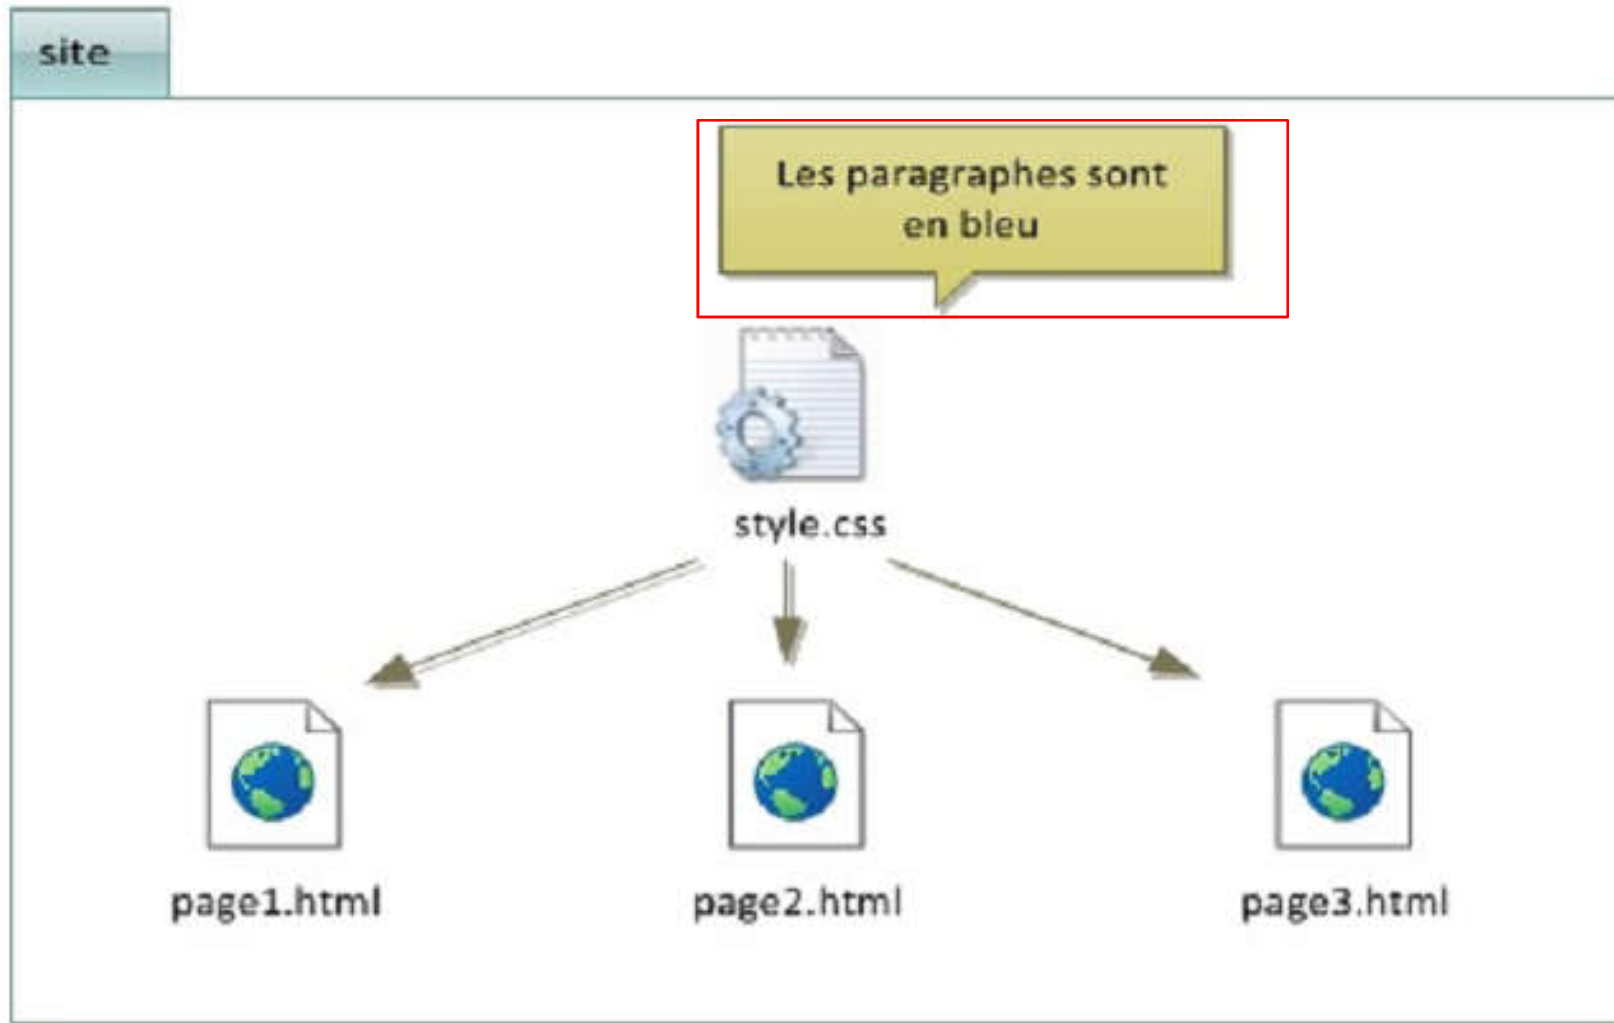 site
Les paragraphes sont
en bleu
style.css
page1.html
page2.html
page3.html